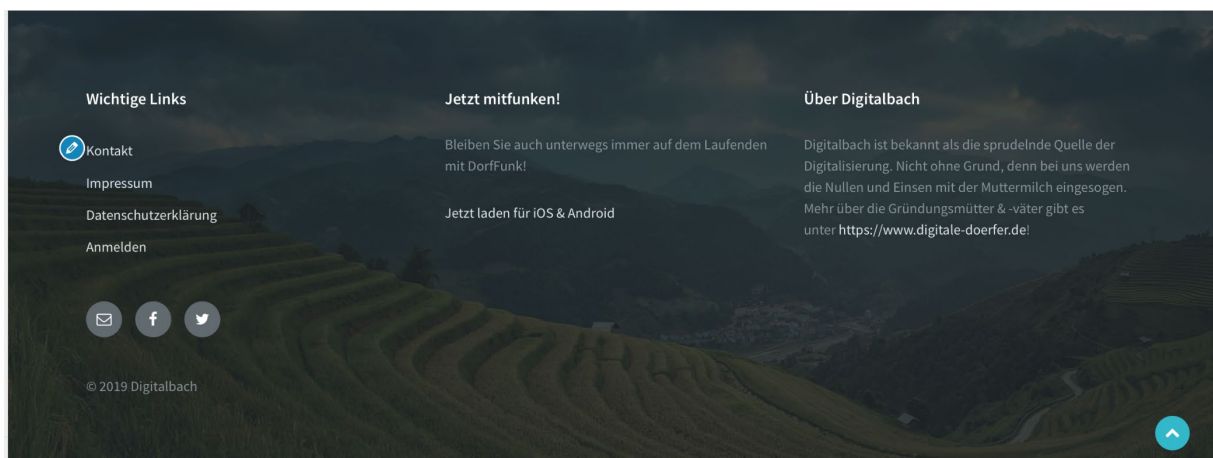 Wichtige Links
Kontakt
Impressum
Datenschutzerklärung
Anmelden
© 2019 Digitalbach
Jetzt mitfunken!
Bleiben Sie auch unterwegs immer auf dem Laufenden
mit DorfFunk!
Jetzt laden für iOS & Android
Über Digitalbach
Digitalbach ist bekannt als die sprudelnde Quelle der
Digitalisierung. Nicht ohne Grund, denn bei uns werden
die Nullen und Einsen mit der Muttermilch eingesogen.
Mehr über die Gründungsmütter & -väter gibt es
unter https://www.digitale-doerfer.de!